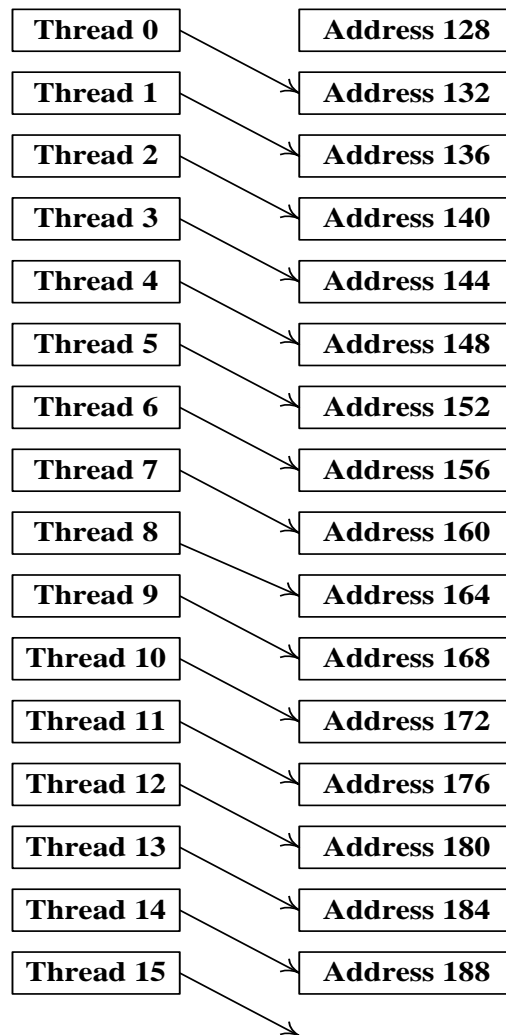 Thread 0 Address 128
Thread 1 Address 132
Thread 2 Address 136
Thread 3 Address 140
Thread 4 Address 144
Thread 5 Address 148
Thread 6 Address 152
Thread 7 Address 156
Thread 8 Address 160
Thread 9 Address 164
Thread 10 Address 168
Thread 11 Address 172
Thread 12 Address 176
Thread 13 Address 180
Thread 14 Address 184
Thread 15 Address 188